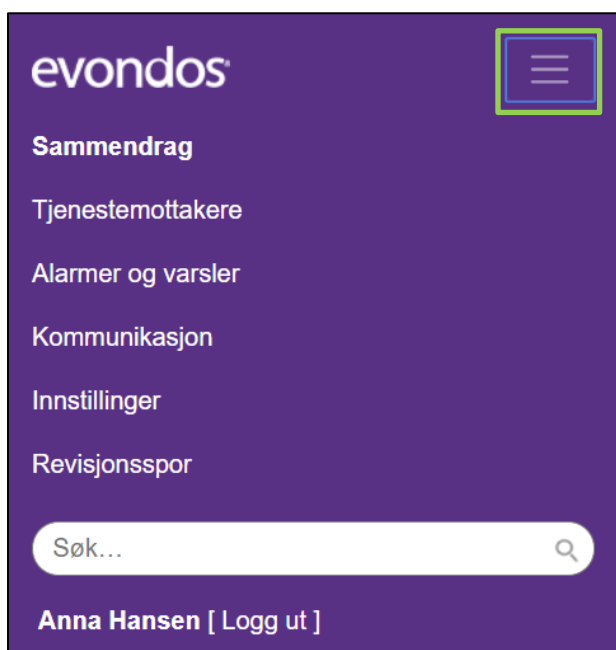 evondos
Sammendrag
Tjenestemottakere
Alarmer og varsler
Kommunikasjon
Innstillinger
Revisjonsspor
Søk...
Anna Hansen [ Logg ut ]